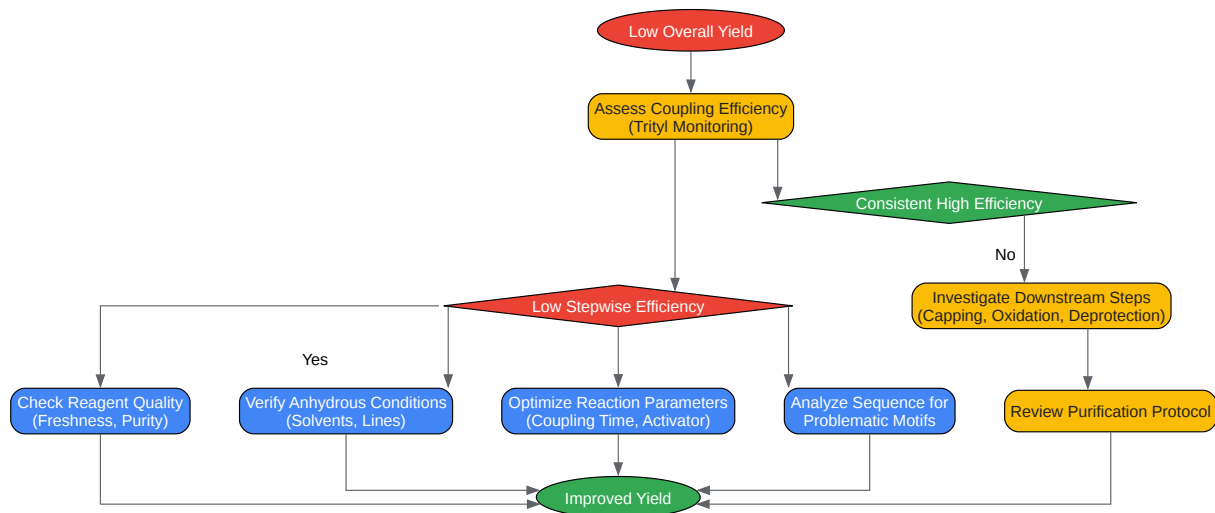 Low Overall Yield
Assess Coupling Efficiency
(Trityl Monitoring)
Consistent High Efficiency
No
Low Stepwise Efficiency
Investigate Downstream Steps
(Capping, Oxidation, Deprotection)
Yes
Check Reagent Quality
(Freshness, Purity)
Verify Anhydrous Conditions
(Solvents, Lines)
Optimize Reaction Parameters
(Coupling Time, Activator)
Analyze Sequence for
Problematic Motifs
Review Purification Protocol
Improved Yield